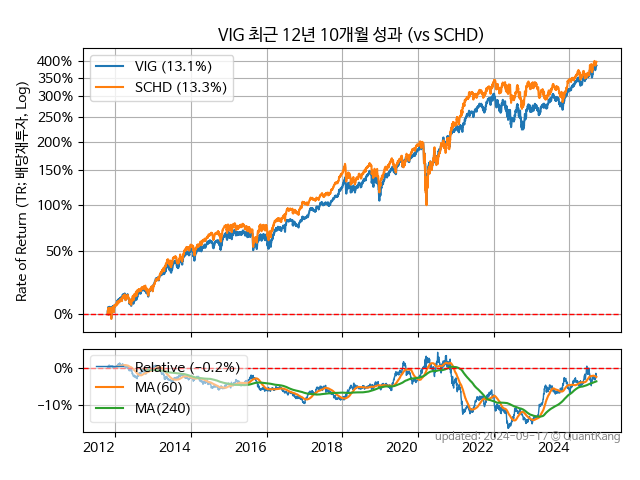 VIG 최근 12년 10개월 성과 (vs SCHD)
Rate of Return (TR; 배당재투자, Log)
400%
350%
300%
250%
200%
150%
100%
50%
0%
VIG (13.1%)
SCHD (13.3%)
0%
−10%
Relative (−0.2%)
MA(60)
MA(240)
2012 2014 2016 2018 2020 2022 2024
updated: 2024-09-17 © QuantKang